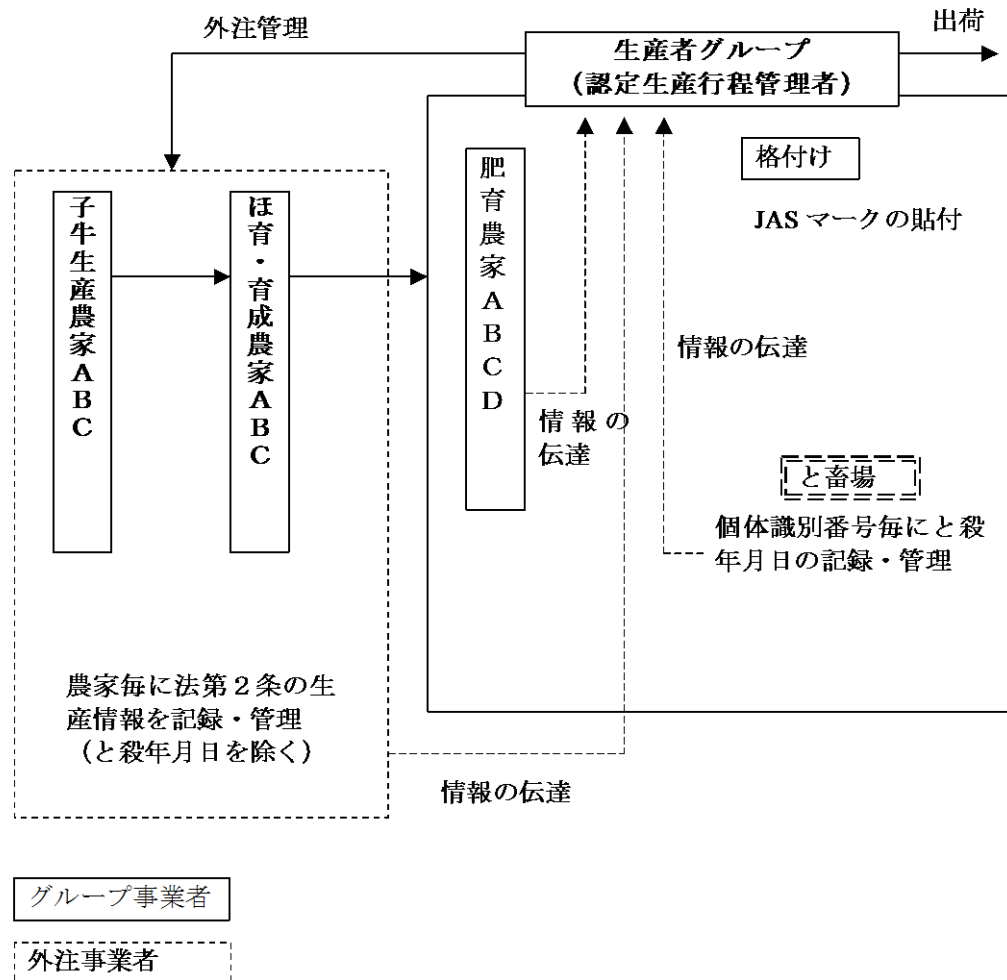 外注管理
出荷
生産者グループ
（認定生産行程管理者）
子牛生産農家ABC
ほ育・育成農家ABC
肥育農家ABCD
格付け
JASマークの貼付
情報の伝達
情報の
伝達
と畜場
個体識別番号毎にと殺
年月日の記録・管理
農家毎に法第２条の生
産情報を記録・管理
（と殺年月日を除く）
情報の伝達
グループ事業者
外注事業者